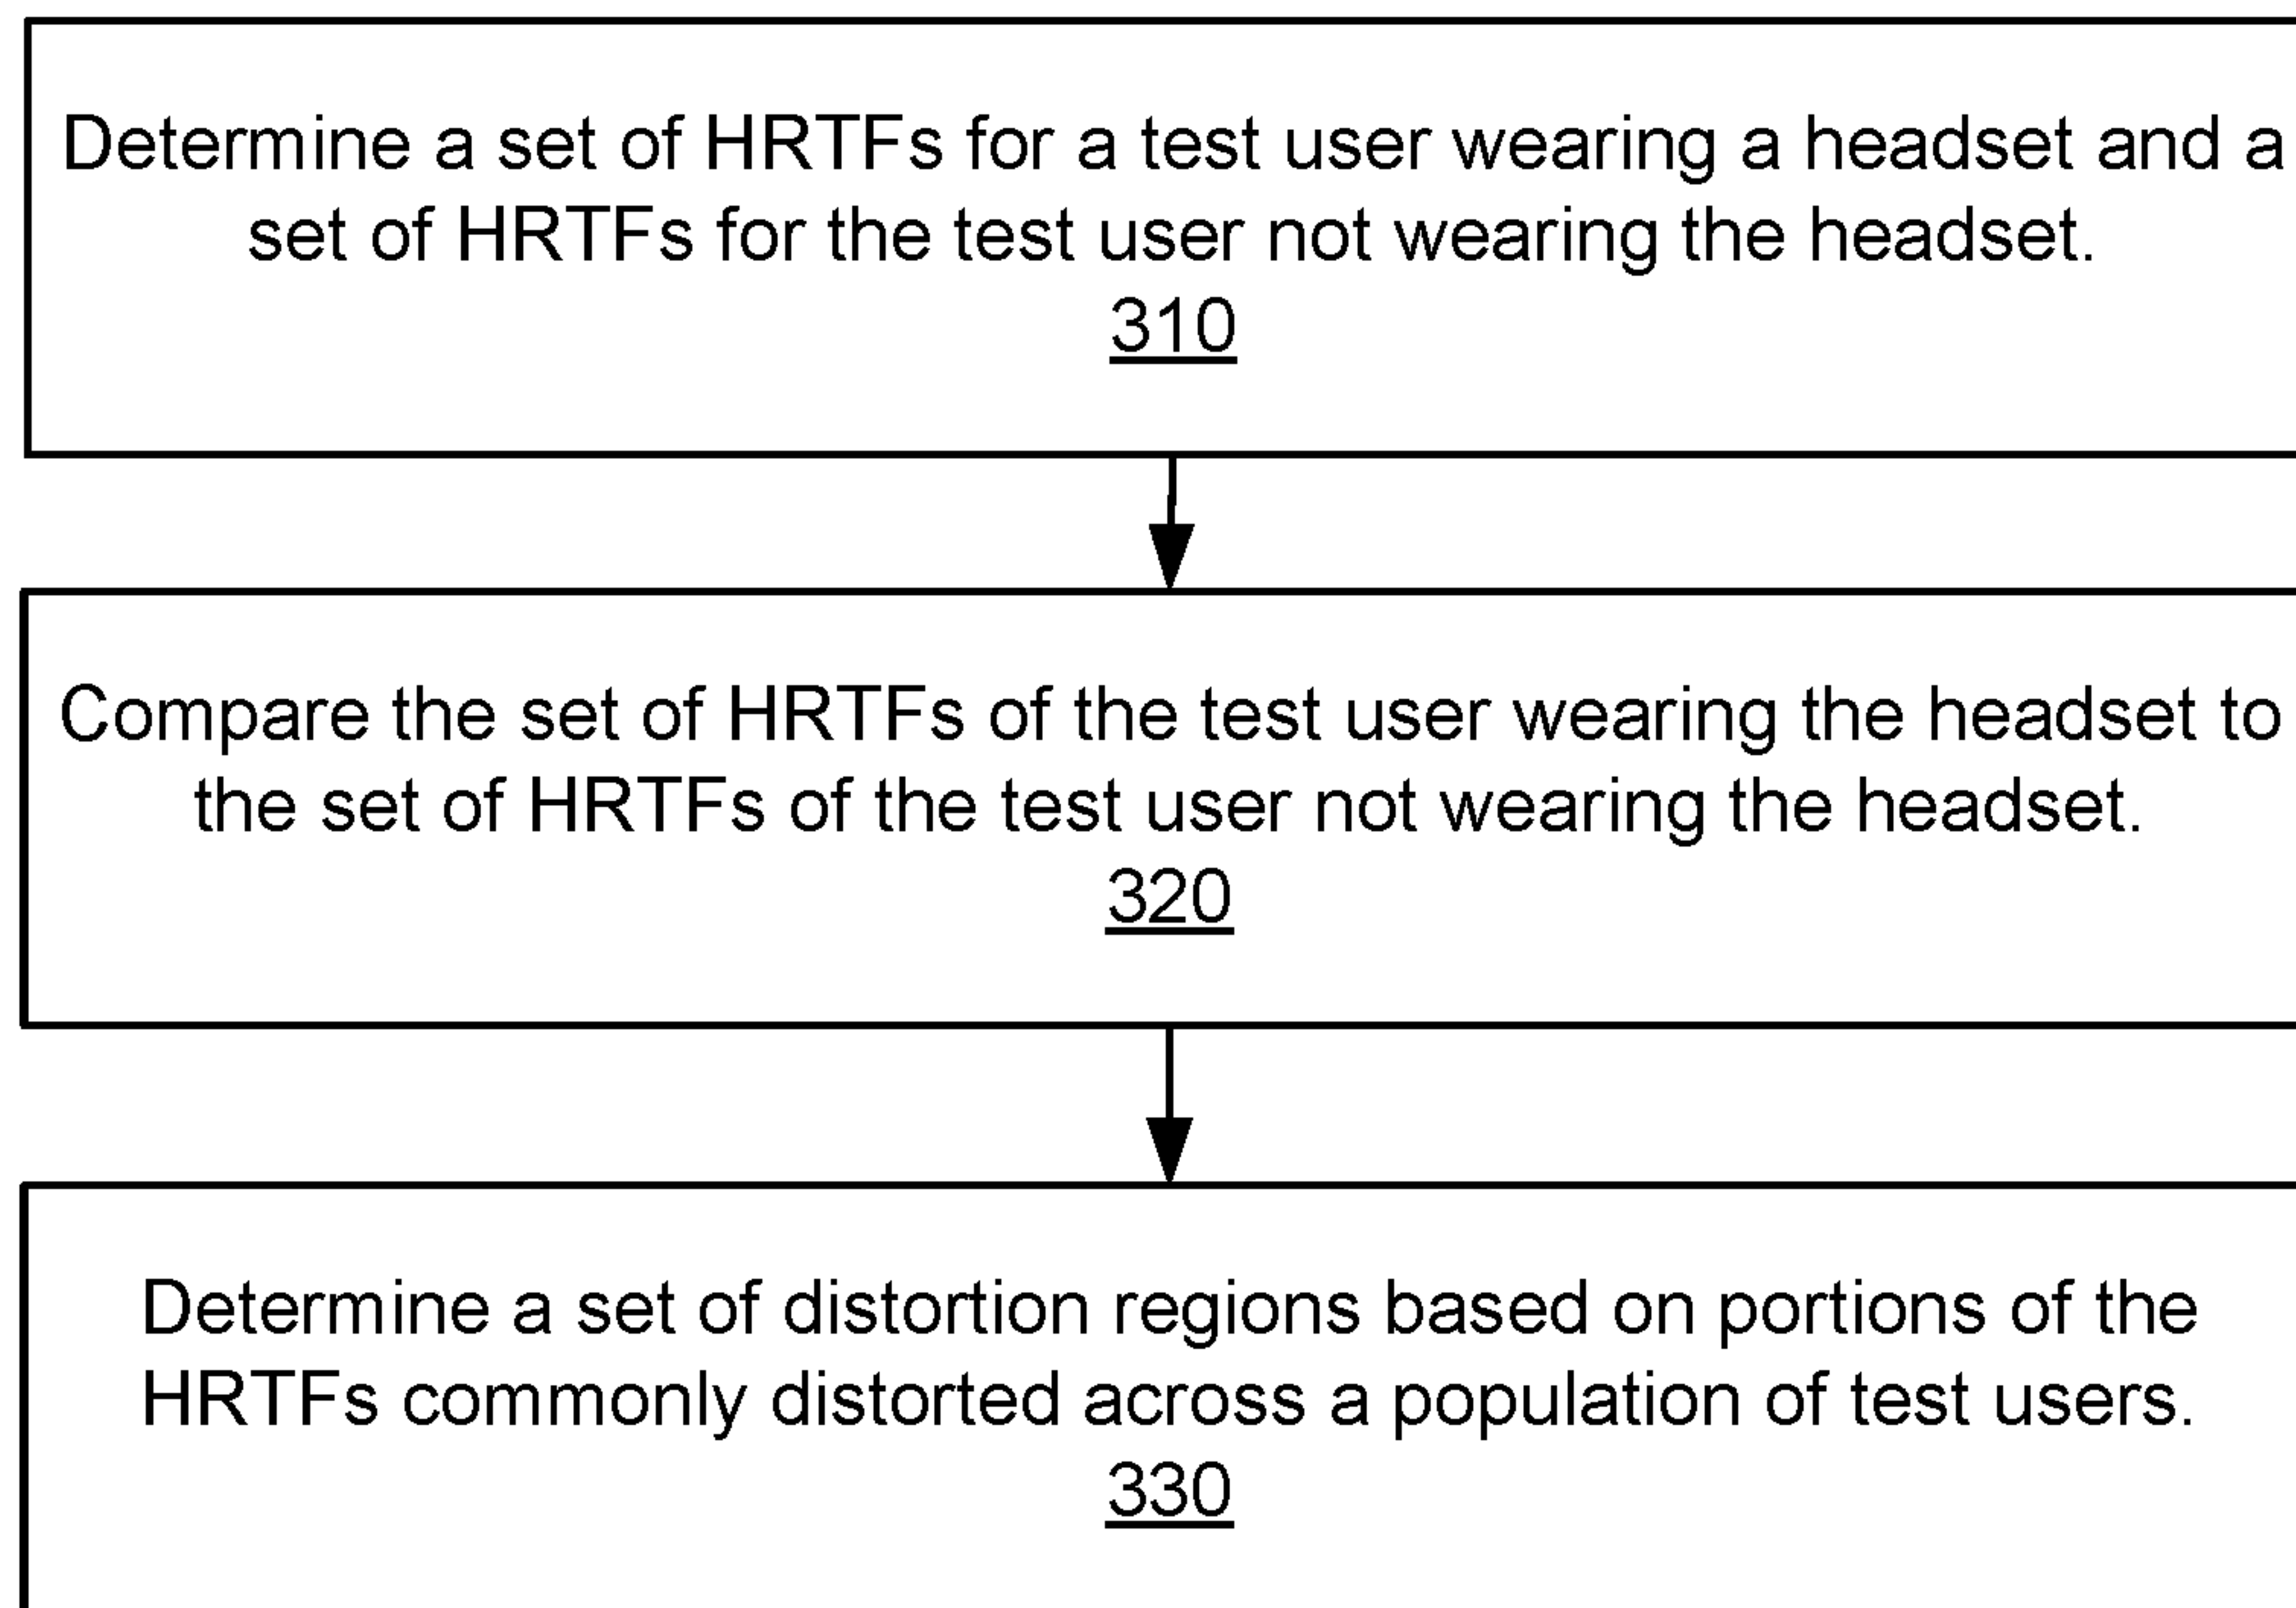 Determine a set of HRTFs for a test user wearing a headset and a
set of HRTFs for the test user not wearing the headset.
310
Compare the set of HRTFs of the test user wearing the headset to
the set of HRTFs of the test user not wearing the headset.
320
Determine a set of distortion regions based on portions of the
HRTFs commonly distorted across a population of test users.
330